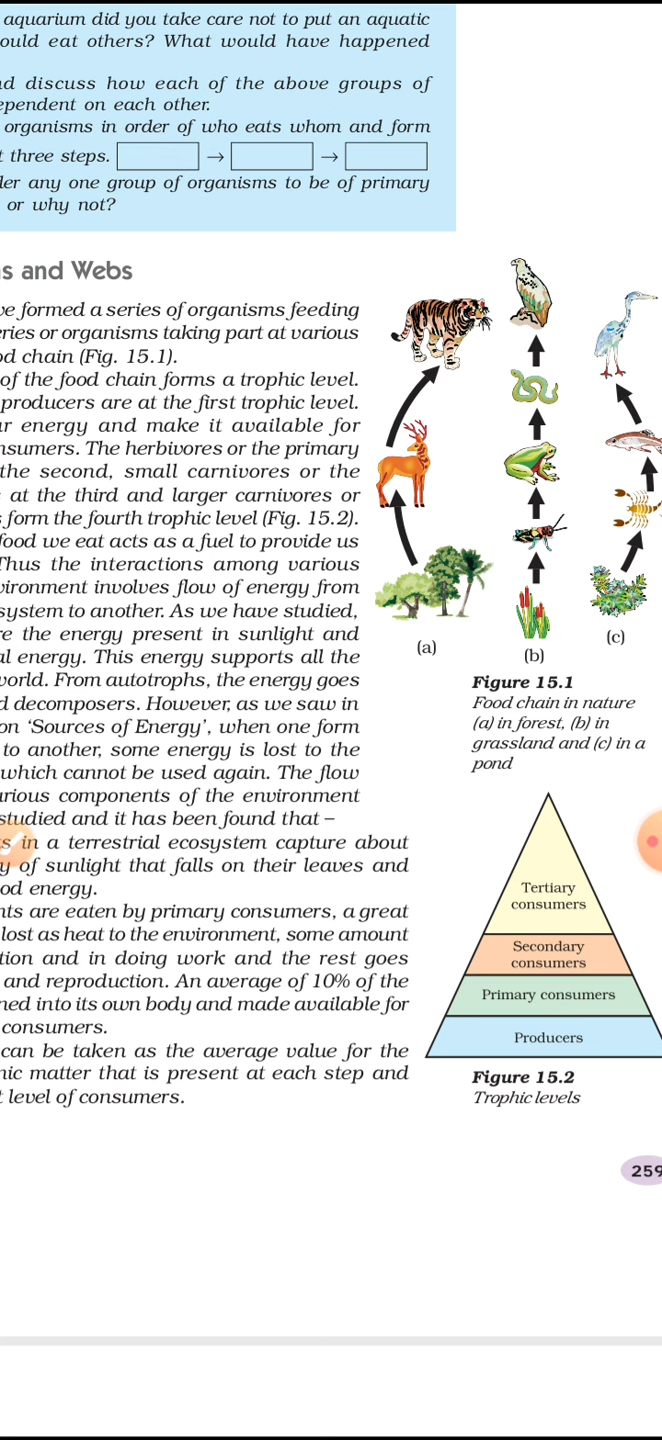 aquarium did you take care not to put an aquatic
ould eat others? What would have happened
d discuss how each of the above groups of
ependent on each other.
organisms in order of who eats whom and form
t three steps. → →
er any one group of organisms to be of primary
or why not?
s and Webs
ve formed a series of organisms feeding
eries or organisms taking part at various
od chain (Fig. 15.1).
of the food chain forms a trophic level.
producers are at the first trophic level.
ar energy and make it available for
nsumers. The herbivores or the primary
the second, small carnivores or the
at the third and larger carnivores or
s form the fourth trophic level (Fig. 15.2).
food we eat acts as a fuel to provide us
Thus the interactions among various
vironment involves flow of energy from
system to another. As we have studied,
re the energy present in sunlight and
al energy. This energy supports all the
world. From autotrophs, the energy goes
d decomposers. However, as we saw in
on ‘Sources of Energy’, when one form
to another, some energy is lost to the
which cannot be used again. The flow
arious components of the environment
studied and it has been found that –
s in a terrestrial ecosystem capture about
y of sunlight that falls on their leaves and
od energy.
nts are eaten by primary consumers, a great
lost as heat to the environment, some amount
tion and in doing work and the rest goes
and reproduction. An average of 10% of the
ned into its own body and made available for
consumers.
can be taken as the average value for the
nic matter that is present at each step and
t level of consumers.
(a)
(b)
(c)
Figure 15.1
Food chain in nature
(a) in forest, (b) in
grassland and (c) in a
pond
Tertiary
consumers
Secondary
consumers
Primary consumers
Producers
Figure 15.2
Trophic levels
259